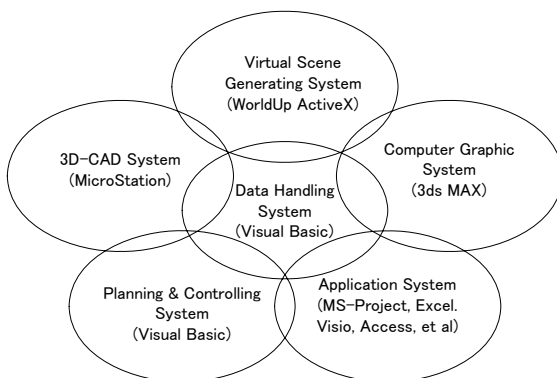 Virtual Scene
Generating System
(WorldUp ActiveX)
3D-CAD System
(MicroStation)
Computer Graphic
System
(3ds MAX)
Data Handling
System
(Visual Basic)
Planning & Controlling
System
(Visual Basic)
Application System
(MS-Project, Excel.
Visio, Access, et al)